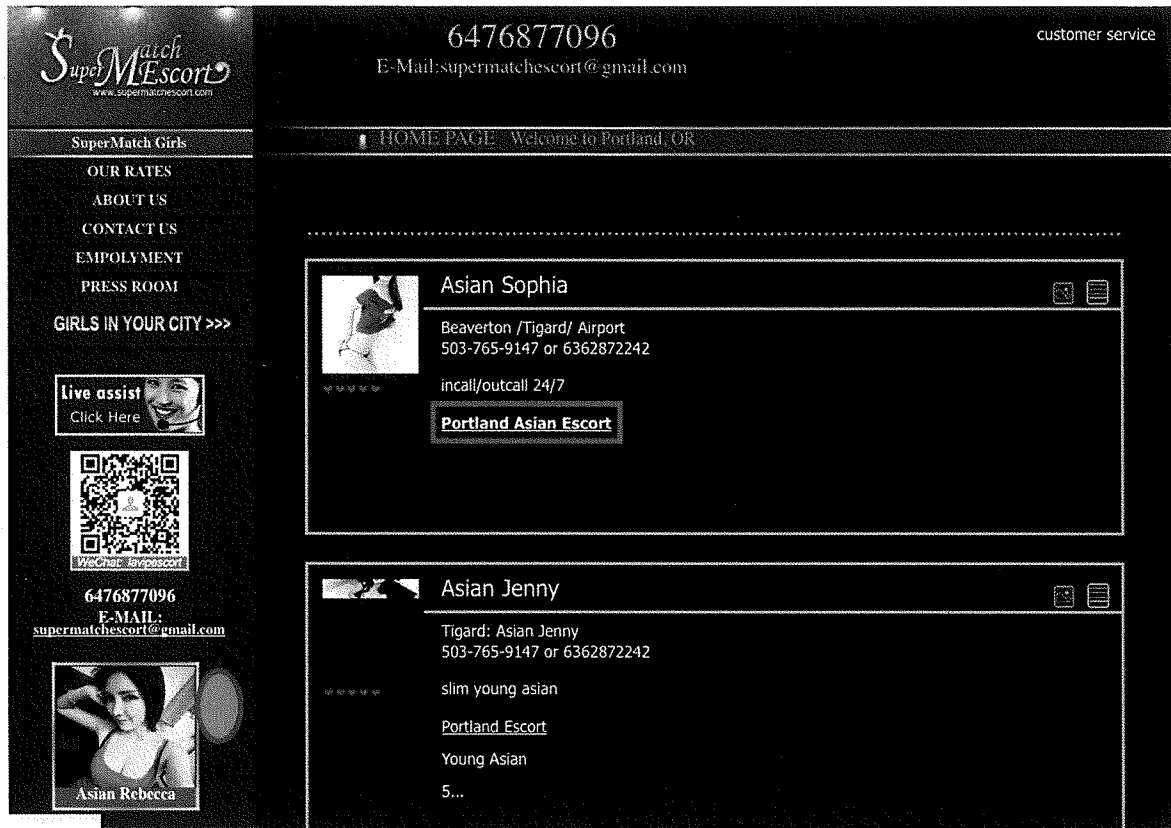 Super Match Escort
www.supermatchescort.com
6476877096
E-Mail:supermatchescort@gmail.com
customer service
HOME PAGE Welcome to Portland, OR
SuperMatch Girls
OUR RATES
ABOUT US
CONTACT US
EMPOLYMENT
PRESS ROOM
GIRLS IN YOUR CITY >>>
Live assist
Click Here
WeChat: lavipescort
6476877096
E-MAIL:
supermatchescort@gmail.com
Asian Rebecca
Asian Sophia
Beaverton /Tigard/ Airport
503-765-9147 or 6362872242
incall/outcall 24/7
Portland Asian Escort
Asian Jenny
Tigard: Asian Jenny
503-765-9147 or 6362872242
slim young asian
Portland Escort
Young Asian
5...